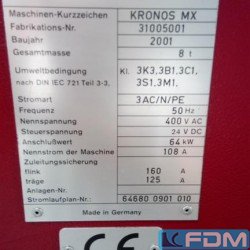 Maschinen-Kurzzeichen KRONOS MX
Fabrikations-Nr. 31005001
Baujahr 2001
Gesamtmasse 8 t
Umweltbedingung Kl. 3K3,3B1,3C1,
nach DIN IEC 721 Teil 3-3, 3S1,3M1.
Stromart 3AC/N/PE
Frequenz 50 Hz
Nennspannung 400 V AC
Steuerspannung 24 V DC
Anschlußwert 64 kW
Nennstrom der Maschine 108 A
Zuleitungssicherung
flink 160 A
träge 125 A
Anlagen-Nr.
Stromlaufplan-Nr.: 64680 0901 010
Made in Germany
CE
FDM